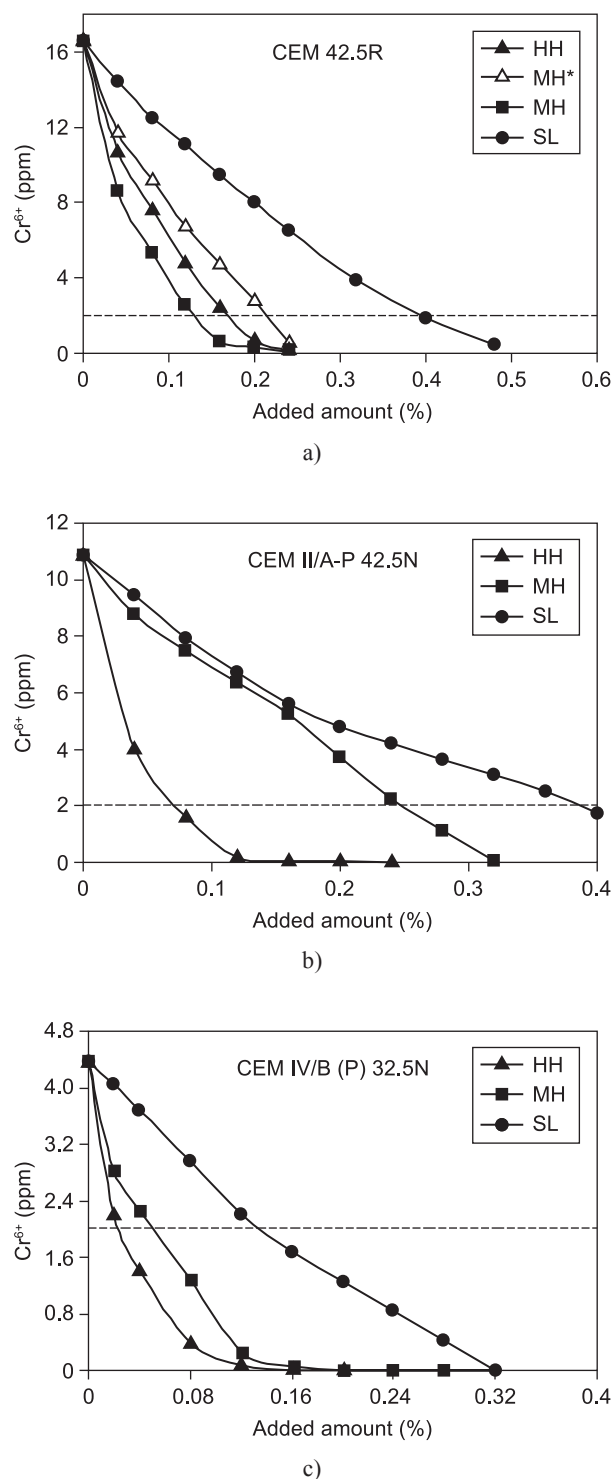 16
12
8
4
0
Cr⁶⁺ (ppm)
CEM 42.5R
HH
MH*
MH
SL
0 0.1 0.2 0.3 0.4 0.5 0.6
Added amount (%)
a)
12
10
8
6
4
2
0
Cr⁶⁺ (ppm)
CEM II/A-P 42.5N
HH
MH
SL
0 0.1 0.2 0.3 0.4
Added amount (%)
b)
4.8
4.0
3.2
2.4
1.6
0.8
0
Cr⁶⁺ (ppm)
CEM IV/B (P) 32.5N
HH
MH
SL
0 0.08 0.16 0.24 0.32 0.4
Added amount (%)
c)